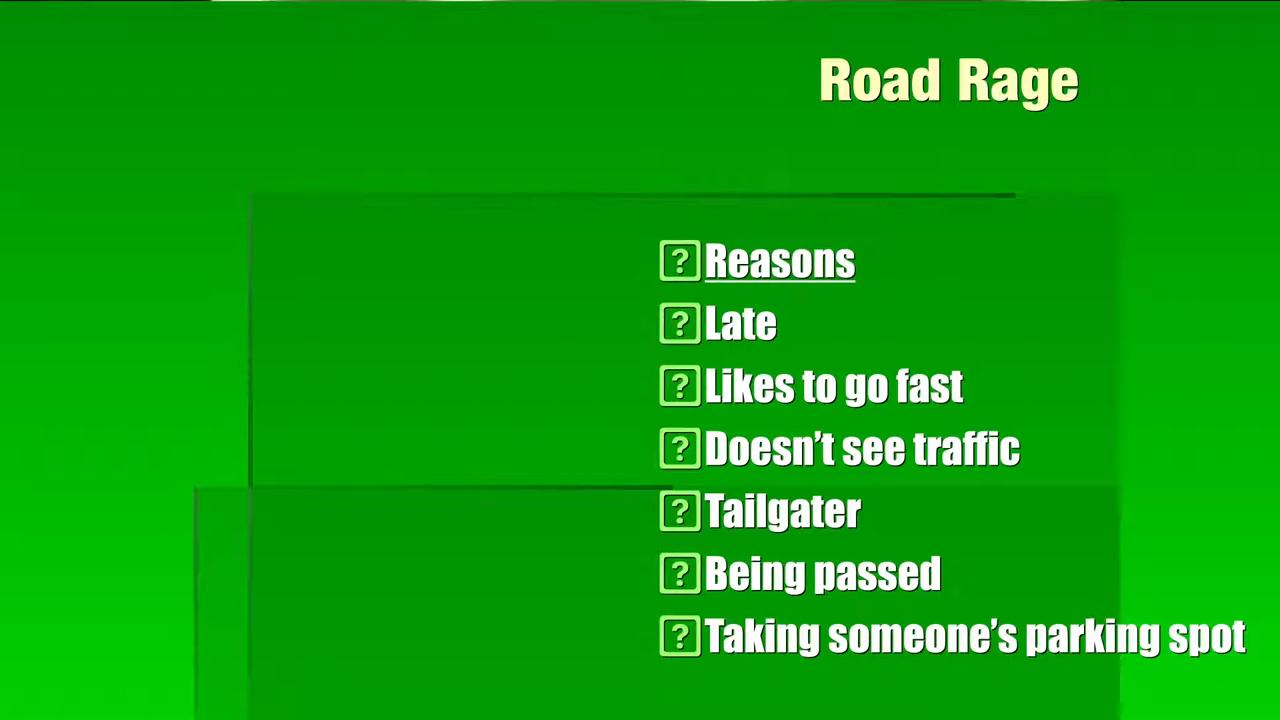 Road Rage
? Reasons
? Late
? Likes to go fast
? Doesn’t see traffic
? Tailgater
? Being passed
? Taking someone’s parking spot